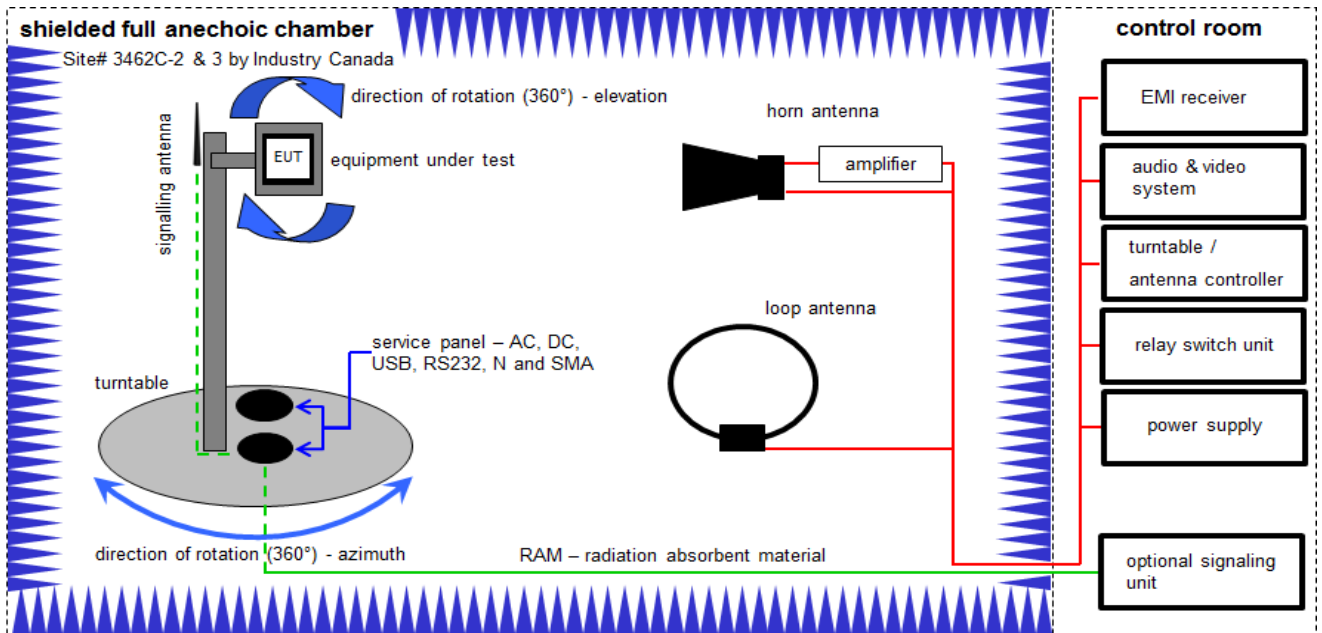 shielded full anechoic chamber
Site# 3462C-2 & 3 by Industry Canada
direction of rotation (360°) - elevation
signalling antenna
EUT
equipment under test
horn antenna
amplifier
loop antenna
service panel – AC, DC,
USB, RS232, N and SMA
turntable
direction of rotation (360°) - azimuth
RAM – radiation absorbent material
control room
EMI receiver
audio & video
system
turntable /
antenna controller
relay switch unit
power supply
optional signaling
unit